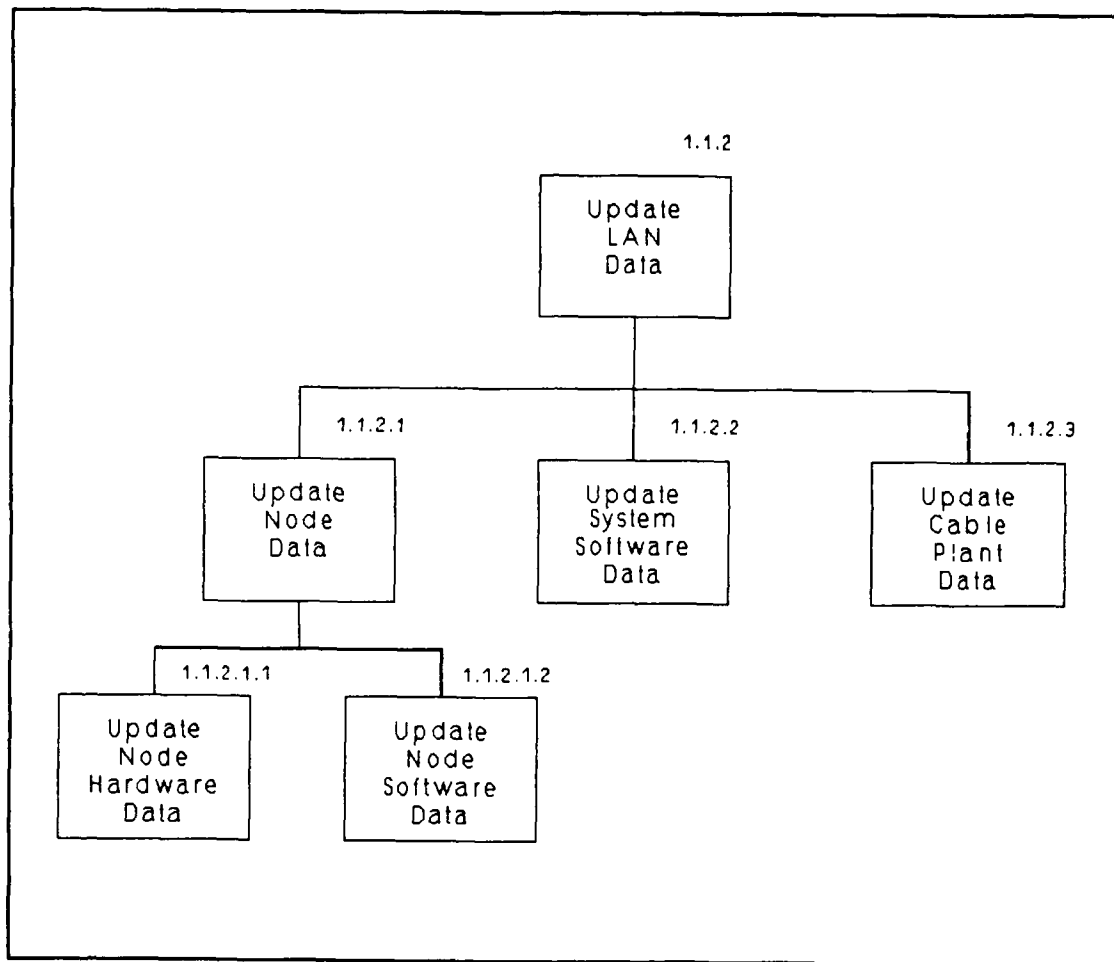 1.1.2
Update
LAN
Data
1.1.2.1
Update
Node
Data
1.1.2.2
Update
System
Software
Data
1.1.2.3
Update
Cable
Plant
Data
1.1.2.1.1
Update
Node
Hardware
Data
1.1.2.1.2
Update
Node
Software
Data